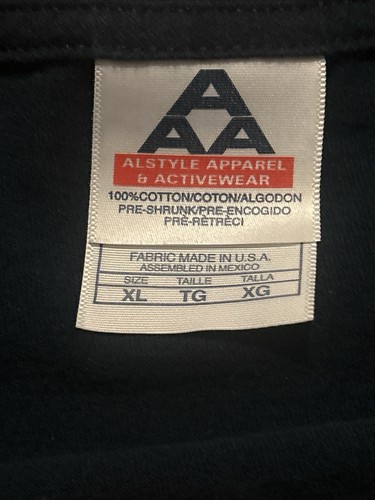 A
AA
ALSTYLE APPAREL
& ACTIVEWEAR
100%COTTON/COTON/ALGODON
PRE-SHRUNK/PRE-ENCOGIDO
PRÉ-RÉTRÉCI
FABRIC MADE IN U.S.A.
ASSEMBLED IN MEXICO
SIZE TAILLE TALLA
XL TG XG